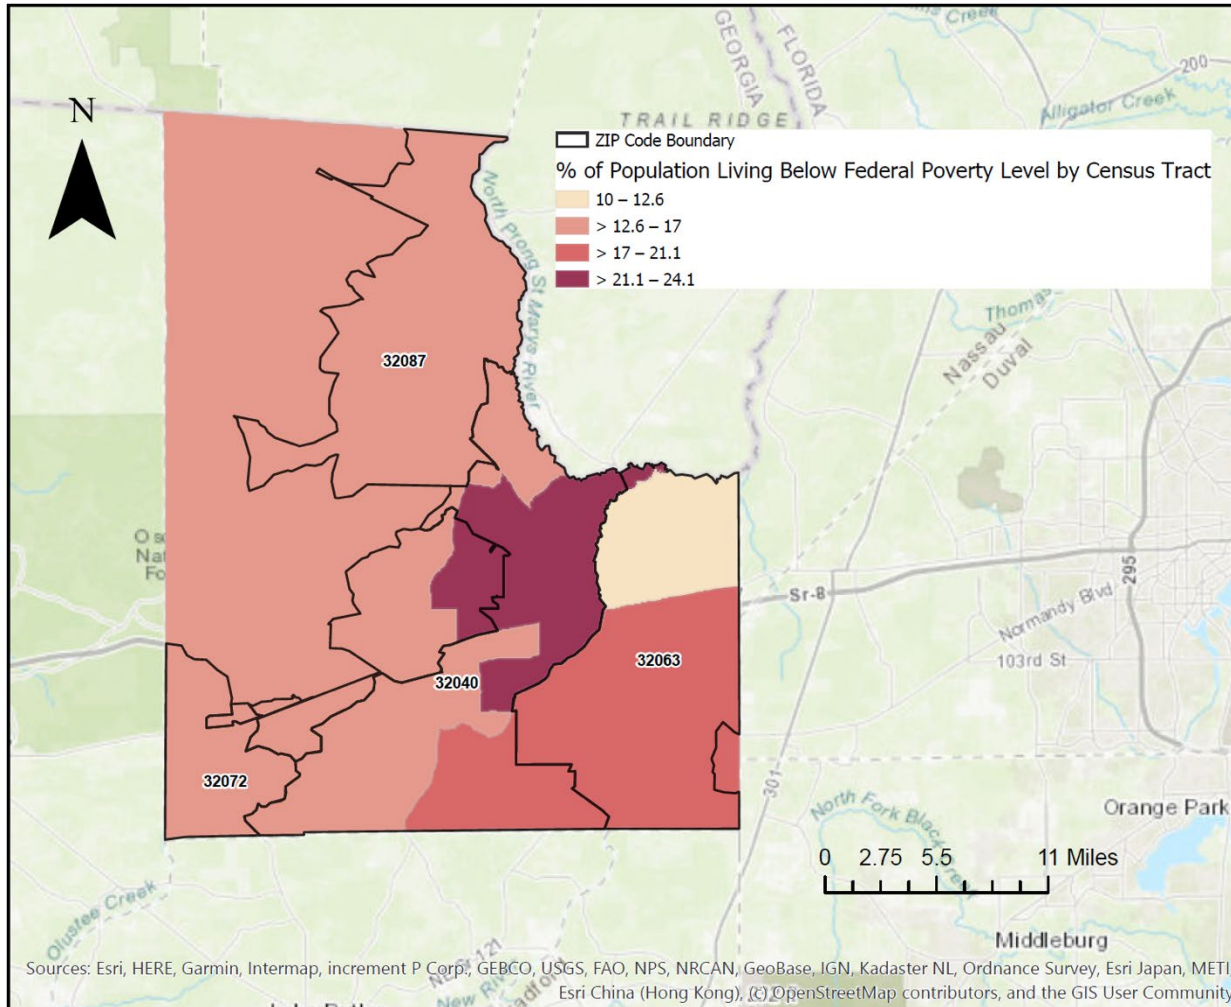 Creek
GEORGIA
FLORIDA
200
Alligator Creek
N
TRAIL RIDGE
ZIP Code Boundary
% of Population Living Below Federal Poverty Level by Census Tract
10 – 12.6
> 12.6 – 17
> 17 – 21.1
> 21.1 – 24.1
North Prong St Marys River
Thomas
Nassau
Duval
32087
295
Sr-8
Normandy Blvd
103rd St
32063
32040
32072
301
North Fork Black Creek
Orange Park
0 2.75 5.5 11 Miles
Olustee Creek
Middleburg
Sources: Esri, HERE, Garmin, Intermap, increment P Corp., GEBCO, USGS, FAO, NPS, NRCAN, GeoBase, IGN, Kadaster NL, Ordnance Survey, Esri Japan, METI
Esri China (Hong Kong), (c) OpenStreetMap contributors, and the GIS User Communit
New River